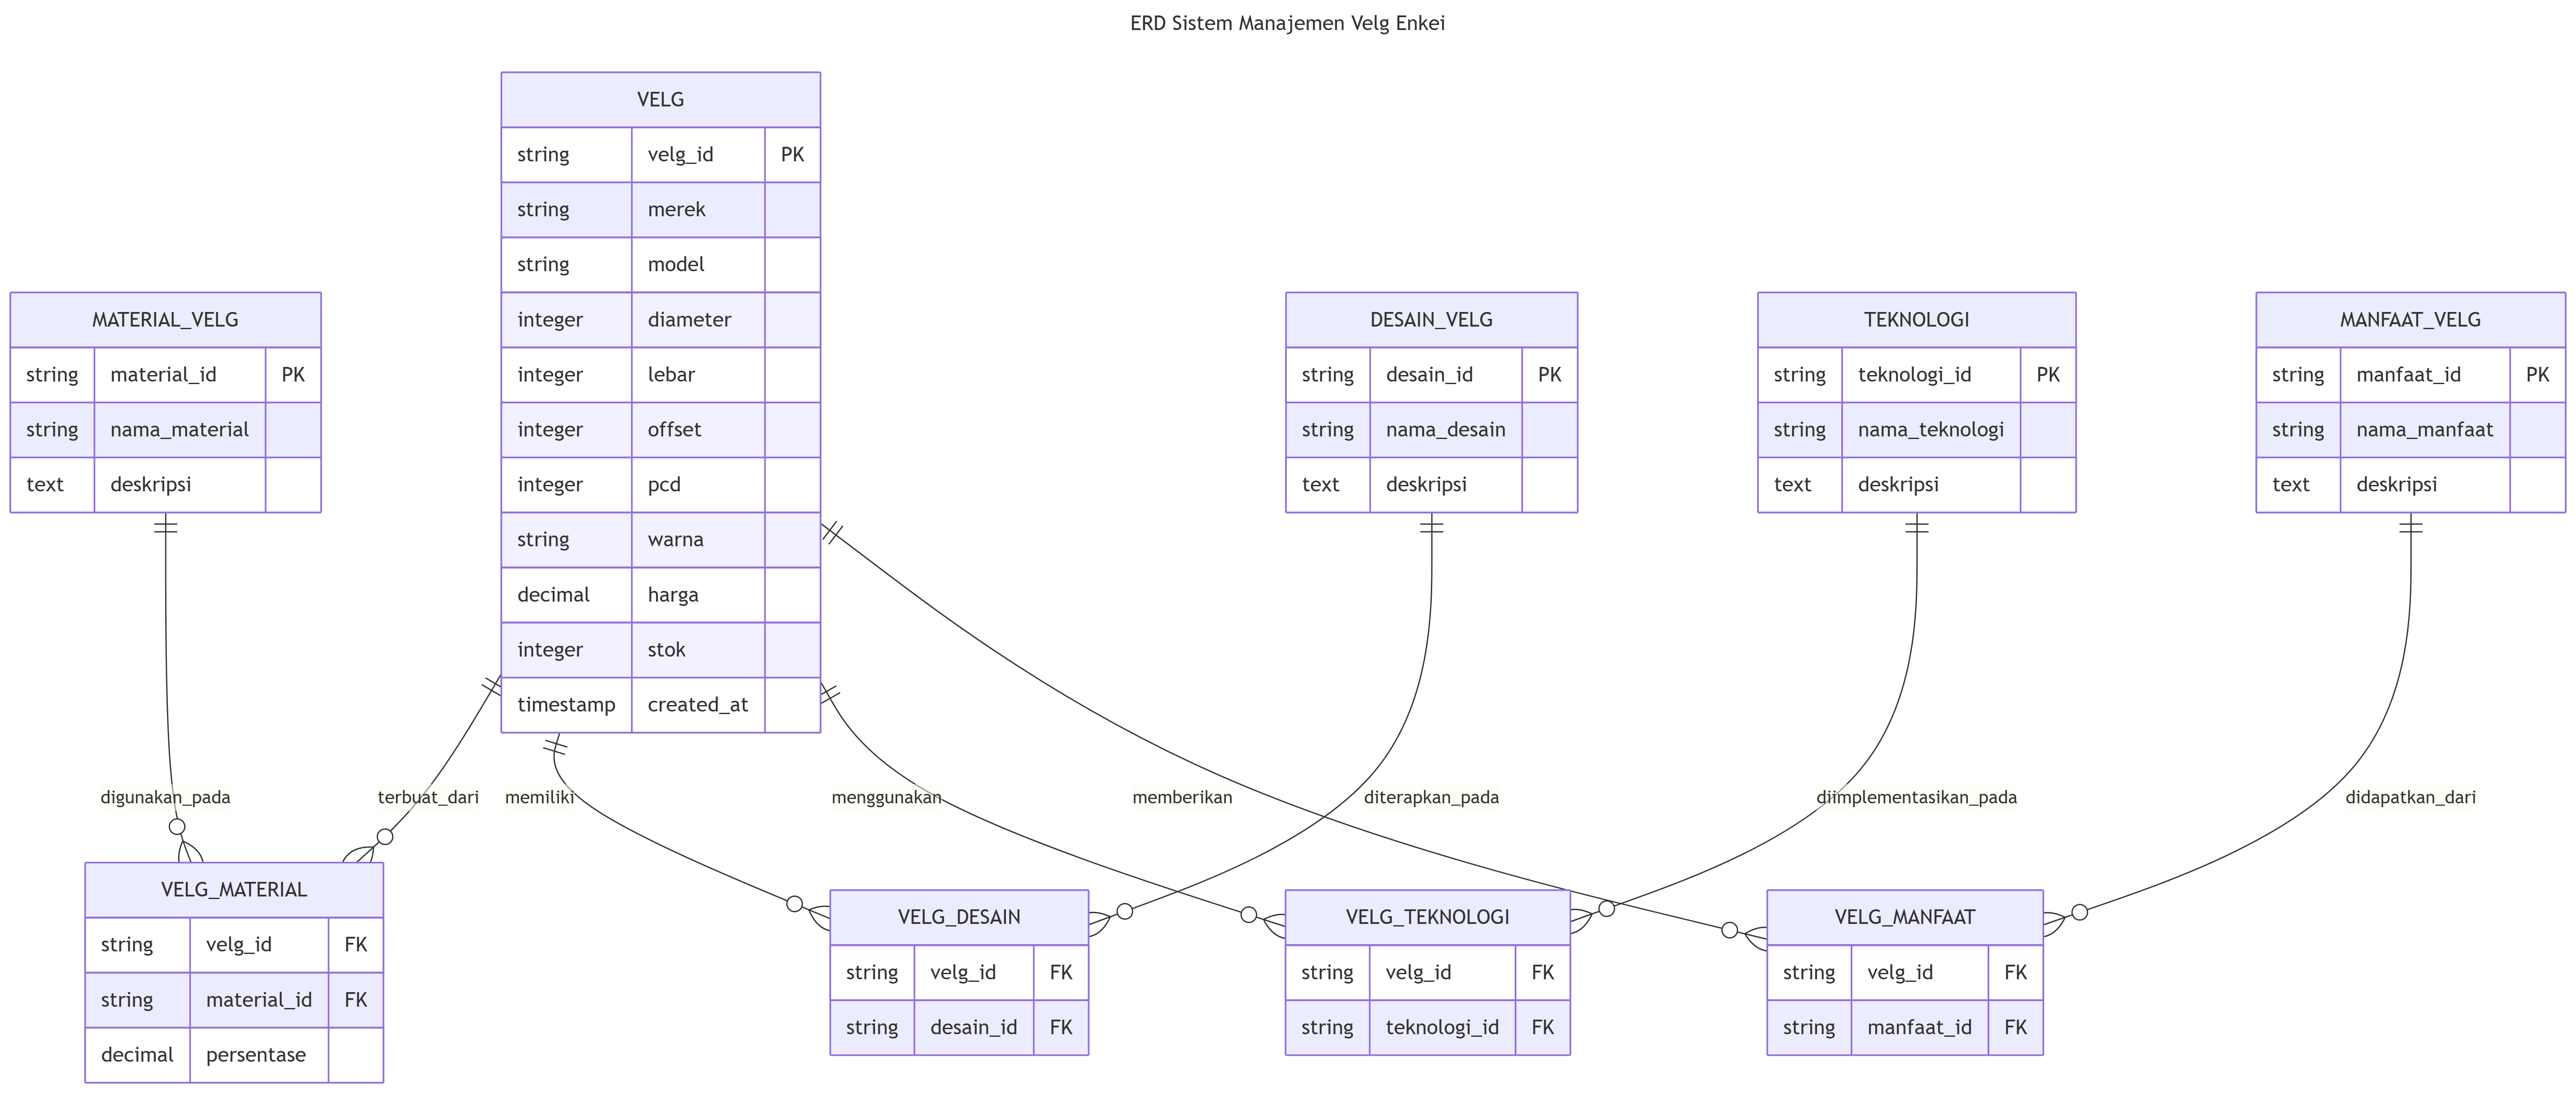 ERD Sistem Manajemen Velg Enkei
VELG
string velg_id PK
string merek
string model
integer diameter
integer lebar
integer offset
integer pcd
string warna
decimal harga
integer stok
timestamp created_at
MATERIAL_VELG
string material_id PK
string nama_material
text deskripsi
DESAIN_VELG
string desain_id PK
string nama_desain
text deskripsi
TEKNOLOGI
string teknologi_id PK
string nama_teknologi
text deskripsi
MANFAAT_VELG
string manfaat_id PK
string nama_manfaat
text deskripsi
digunakan_pada
terbuat_dari
memiliki
menggunakan
memberikan
diterapkan_pada
diimplementasikan_pada
didapatkan_dari
VELG_MATERIAL
string velg_id FK
string material_id FK
decimal persentase
VELG_DESAIN
string velg_id FK
string desain_id FK
VELG_TEKNOLOGI
string velg_id FK
string teknologi_id FK
VELG_MANFAAT
string velg_id FK
string manfaat_id FK